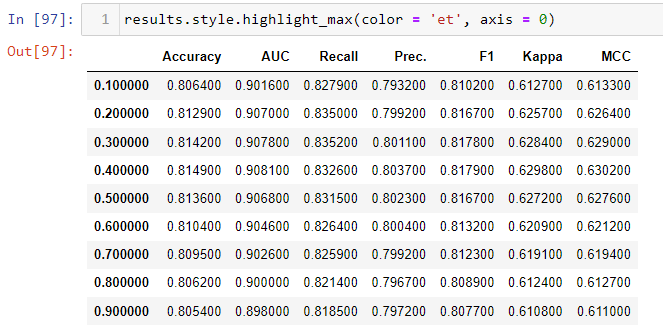 In [97]: 1 results.style.highlight_max(color = 'et', axis = 0)
Out[97]:
Accuracy AUC Recall Prec. F1 Kappa MCC
0.100000 0.806400 0.901600 0.827900 0.793200 0.810200 0.612700 0.613300
0.200000 0.812900 0.907000 0.835000 0.799200 0.816700 0.625700 0.626400
0.300000 0.814200 0.907800 0.835200 0.801100 0.817800 0.628400 0.629000
0.400000 0.814900 0.908100 0.832600 0.803700 0.817900 0.629800 0.630200
0.500000 0.813600 0.906800 0.831500 0.802300 0.816700 0.627200 0.627600
0.600000 0.810400 0.904600 0.826400 0.800400 0.813200 0.620900 0.621200
0.700000 0.809500 0.902600 0.825900 0.799200 0.812300 0.619100 0.619400
0.800000 0.806200 0.900000 0.821400 0.796700 0.808900 0.612400 0.612700
0.900000 0.805400 0.898000 0.818500 0.797200 0.807700 0.610800 0.611000